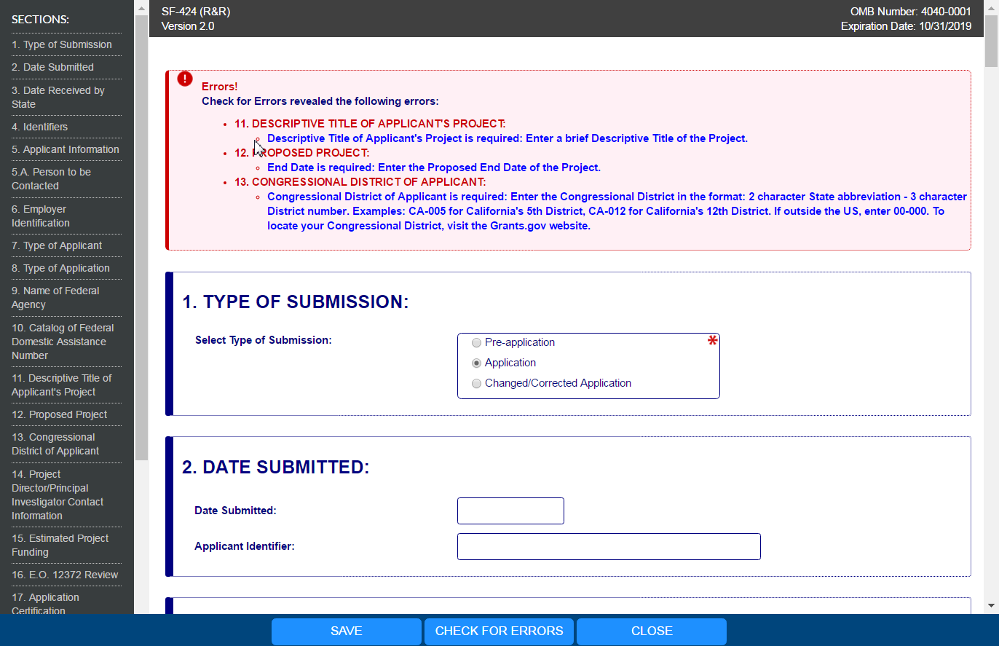 SECTIONS:
1. Type of Submission
2. Date Submitted
3. Date Received by
State
4. Identifiers
5. Applicant Information
5.A. Person to be
Contacted
6. Employer
Identification
7. Type of Applicant
8. Type of Application
9. Name of Federal
Agency
10. Catalog of Federal
Domestic Assistance
Number
11. Descriptive Title of
Applicant's Project
12. Proposed Project
13. Congressional
District of Applicant
14. Project
Director/Principal
Investigator Contact
Information
15. Estimated Project
Funding
16. E.O. 12372 Review
17. Application
Certification
SF-424 (R&R)
Version 2.0
OMB Number: 4040-0001
Expiration Date: 10/31/2019
Errors!
Check for Errors revealed the following errors:
11. DESCRIPTIVE TITLE OF APPLICANT'S PROJECT:
Descriptive Title of Applicant's Project is required: Enter a brief Descriptive Title of the Project.
12. PROPOSED PROJECT:
End Date is required: Enter the Proposed End Date of the Project.
13. CONGRESSIONAL DISTRICT OF APPLICANT:
Congressional District of Applicant is required: Enter the Congressional District in the format: 2 character State abbreviation - 3 character
District number. Examples: CA-005 for California's 5th District, CA-012 for California's 12th District. If outside the US, enter 00-000. To
locate your Congressional District, visit the Grants.gov website.
1. TYPE OF SUBMISSION:
Select Type of Submission:
Pre-application
Application
Changed/Corrected Application
2. DATE SUBMITTED:
Date Submitted:
Applicant Identifier:
SAVE
CHECK FOR ERRORS
CLOSE